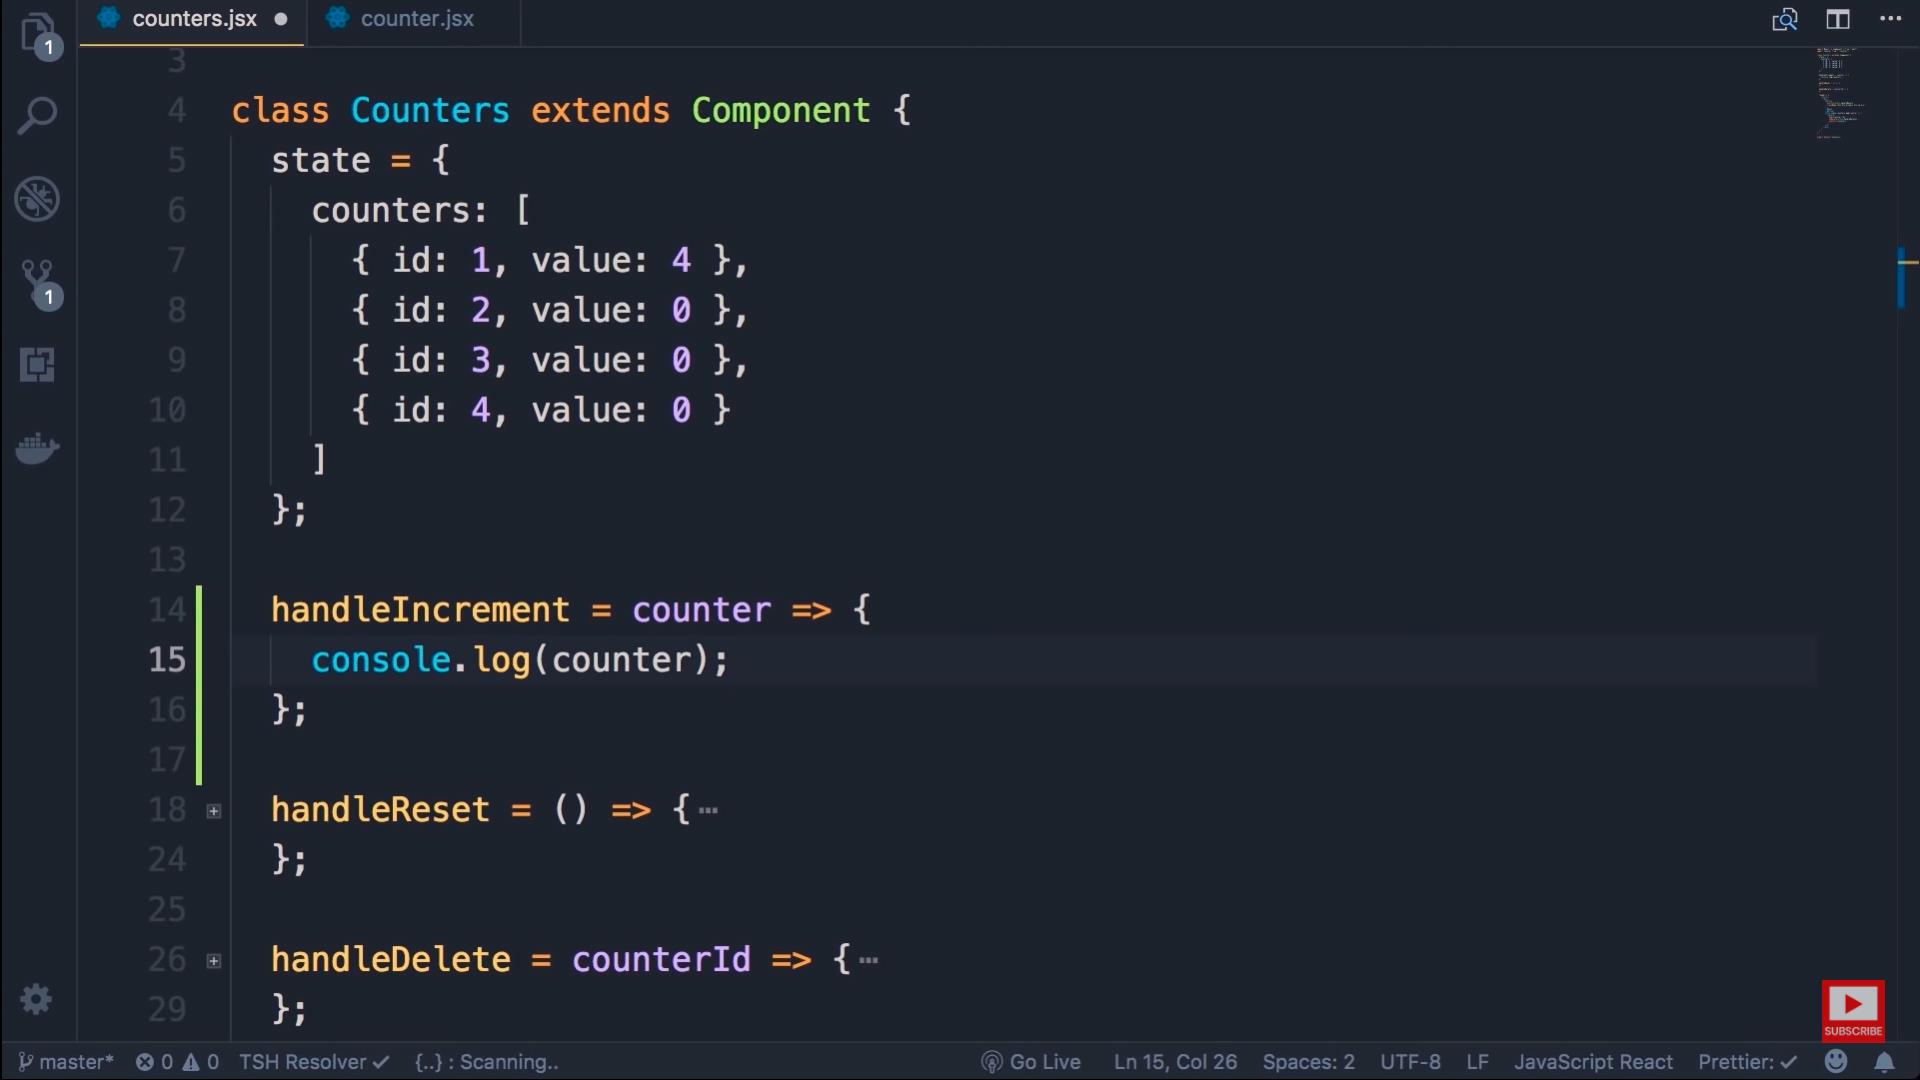 counters.jsx ● counter.jsx
1
3
4 class Counters extends Component {
5 state = {
6 counters: [
7 { id: 1, value: 4 },
8 { id: 2, value: 0 },
9 { id: 3, value: 0 },
10 { id: 4, value: 0 }
11 ]
12 };
1
13
14 handleIncrement = counter => {
15 console.log(counter);
16 };
17
18 handleReset = () => {⋯
24 };
25
26 handleDelete = counterId => {⋯
29 };
SUBSCRIBE
master* 0 0 TSH Resolver ✓ {..} : Scanning.. Go Live Ln 15, Col 26 Spaces: 2 UTF-8 LF JavaScript React Prettier: ✓